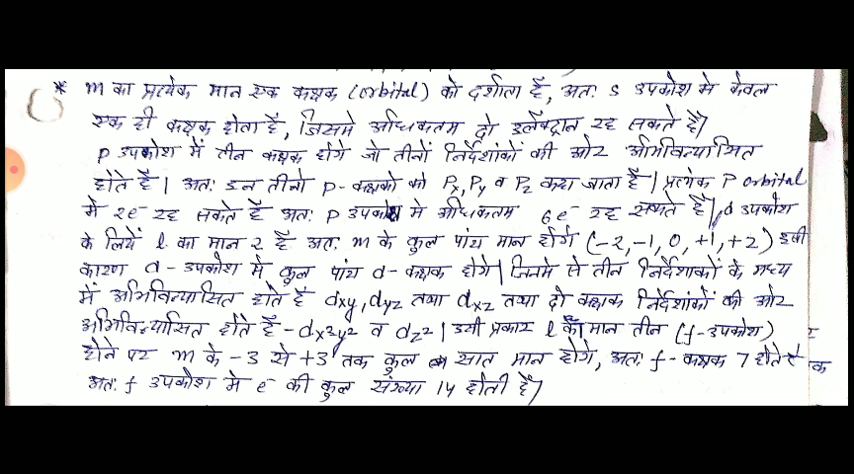 * m का प्रत्येक मान एक कक्षक (orbital) को दर्शाता है, अतः s उपकोश मे केवल
एक ही कक्षक होता है, जिसमे अधिकतम दो इलेक्ट्रान रह सकते है।
p उपकोश में तीन कक्षक होंगे जो तीनों निर्देशांकों की ओर अभिविन्यासित
होते है। अतः इन तीनो p-कक्षको को Px, Py व Pz कहा जाता है। प्रत्येक P orbital
मे 2e⁻ रह सकते है अतः p उपकोश मे अधिकतम 6e⁻ रह सकते है। d उपकोश
के लिये l का मान 2 है अतः m के कुल पांच मान होंगे (-2, -1, 0, +1, +2) इसी
कारण d-उपकोश मे कुल पांच d-कक्षक होंगे। जिनमे से तीन निर्देशाकों के मध्य
में अभिविन्यासित होते है dxy, dyz तथा dxz तथा दो कक्षक निर्देशांकों की ओर
अभिविन्यासित होते है - dx²y² व dz²। इसी प्रकार l का मान तीन (f-उपकोश)
होने पर m के -3 से +3 तक कुल सात मान होंगे, अतः f-कक्षक 7 होते है
अतः f उपकोश मे e⁻ की कुल संख्या 14 होती है।